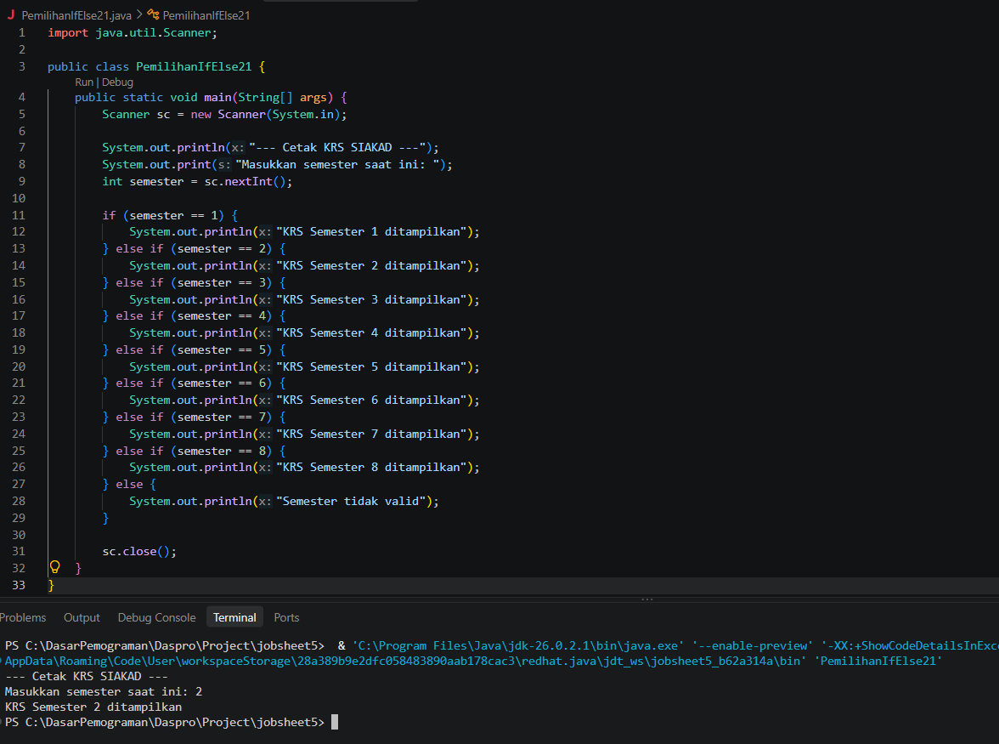 PemilihanIfElse21.java > PemilihanIfElse21
1 import java.util.Scanner;
2
3 public class PemilihanIfElse21 {
Run | Debug
4 public static void main(String[] args) {
5 Scanner sc = new Scanner(System.in);
6
7 System.out.println(x: "--- Cetak KRS SIAKAD ---");
8 System.out.print(s: "Masukkan semester saat ini: ");
9 int semester = sc.nextInt();
10
11 if (semester == 1) {
12 System.out.println(x: "KRS Semester 1 ditampilkan");
13 } else if (semester == 2) {
14 System.out.println(x: "KRS Semester 2 ditampilkan");
15 } else if (semester == 3) {
16 System.out.println(x: "KRS Semester 3 ditampilkan");
17 } else if (semester == 4) {
18 System.out.println(x: "KRS Semester 4 ditampilkan");
19 } else if (semester == 5) {
20 System.out.println(x: "KRS Semester 5 ditampilkan");
21 } else if (semester == 6) {
22 System.out.println(x: "KRS Semester 6 ditampilkan");
23 } else if (semester == 7) {
24 System.out.println(x: "KRS Semester 7 ditampilkan");
25 } else if (semester == 8) {
26 System.out.println(x: "KRS Semester 8 ditampilkan");
27 } else {
28 System.out.println(x: "Semester tidak valid");
29 }
30
31 sc.close();
32 }
33 }
Problems Output Debug Console Terminal Ports
PS C:\DasarPemograman\Daspro\Project\jobsheet5> & 'C:\Program Files\Java\jdk-26.0.2.1\bin\java.exe' '--enable-preview' '-XX:+ShowCodeDetailsInExce
AppData\Roaming\Code\User\workspaceStorage\28a389b9e2dfc058483890aab178cac3\redhat.java\jdt_ws\jobsheet5_b62a314a\bin' 'PemilihanIfElse21'
--- Cetak KRS SIAKAD ---
Masukkan semester saat ini: 2
KRS Semester 2 ditampilkan
PS C:\DasarPemograman\Daspro\Project\jobsheet5>